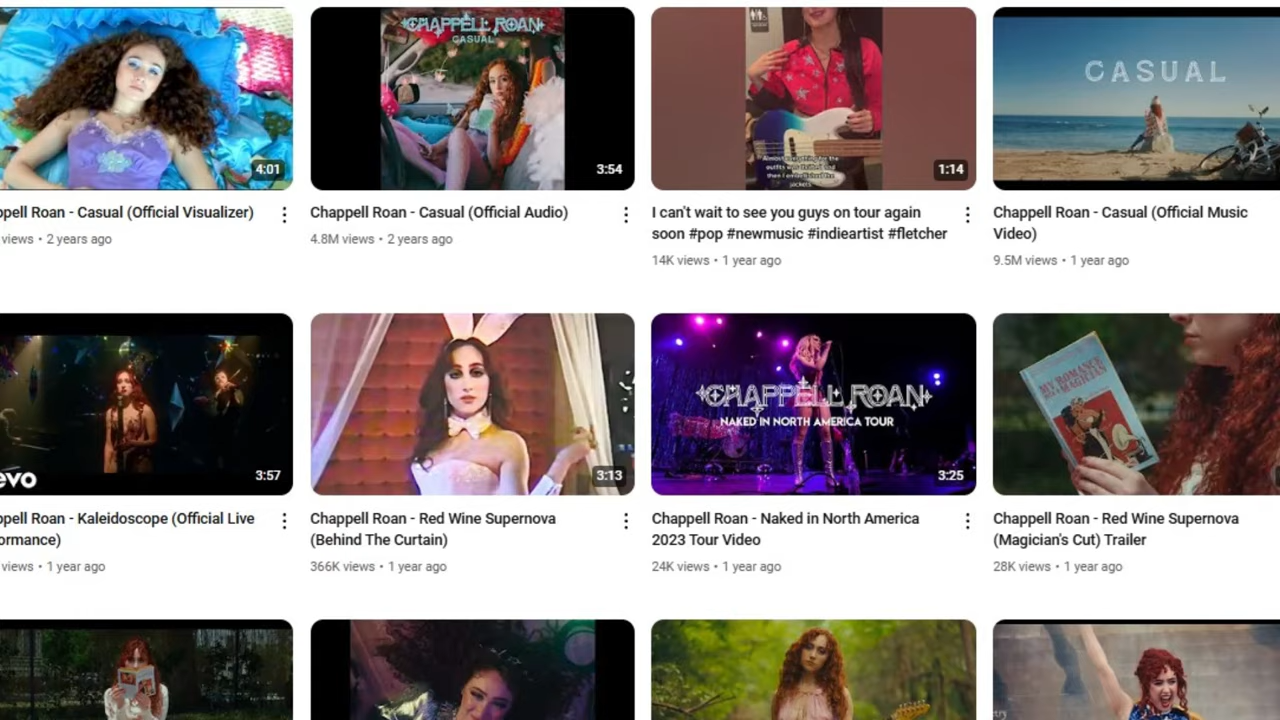 CHAPPELL ROAN
CASUAL
CASUAL
4:01
3:54
1:14
Chappell Roan - Casual (Official Visualizer)
views • 2 years ago
Chappell Roan - Casual (Official Audio)
4.8M views • 2 years ago
I can't wait to see you guys on tour again
soon #pop #newmusic #indieartist #fletcher
14K views • 1 year ago
Chappell Roan - Casual (Official Music
Video)
9.5M views • 1 year ago
evo
3:57
3:13
CHAPPELL ROAN
NAKED IN NORTH AMERICA TOUR
3:25
MY ROMANCE
MAGICIAN
ppell Roan - Kaleidoscope (Official Live
ormance)
views • 1 year ago
Chappell Roan - Red Wine Supernova
(Behind The Curtain)
366K views • 1 year ago
Chappell Roan - Naked in North America
2023 Tour Video
24K views • 1 year ago
Chappell Roan - Red Wine Supernova
(Magician's Cut) Trailer
28K views • 1 year ago